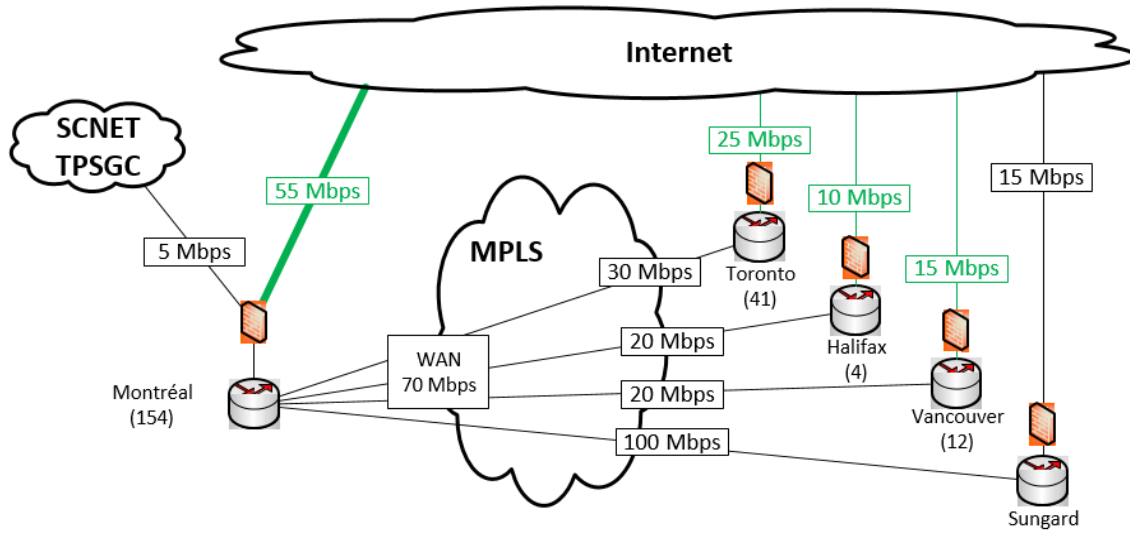 Internet
SCNET
TPSGC
55 Mbps
25 Mbps
10 Mbps
15 Mbps
15 Mbps
5 Mbps
MPLS
30 Mbps
Toronto
(41)
20 Mbps
Halifax
(4)
WAN
70 Mbps
20 Mbps
Vancouver
(12)
Montréal
(154)
100 Mbps
Sungard